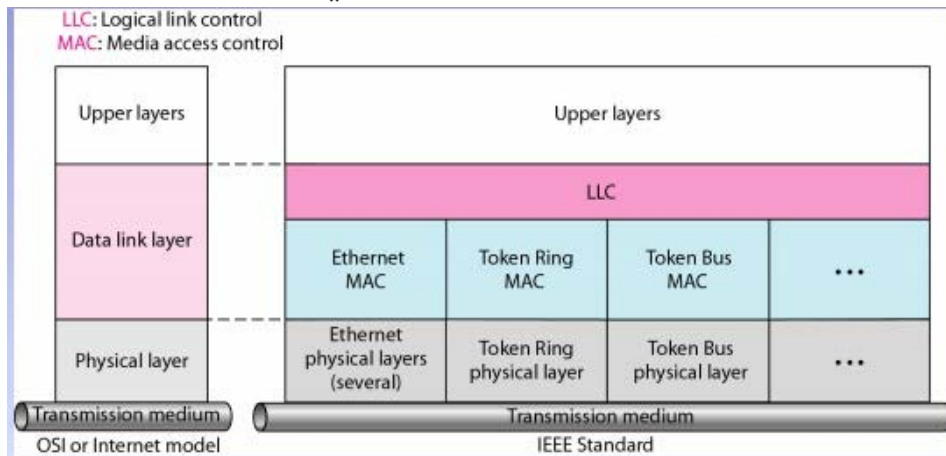 LLC: Logical link control
MAC: Media access control
Upper layers
Data link layer
Physical layer
Transmission medium
OSI or Internet model
Upper layers
LLC
Ethernet
MAC
Token Ring
MAC
Token Bus
MAC
•••
Ethernet
physical layers
(several)
Token Ring
physical layer
Token Bus
physical layer
•••
Transmission medium
IEEE Standard